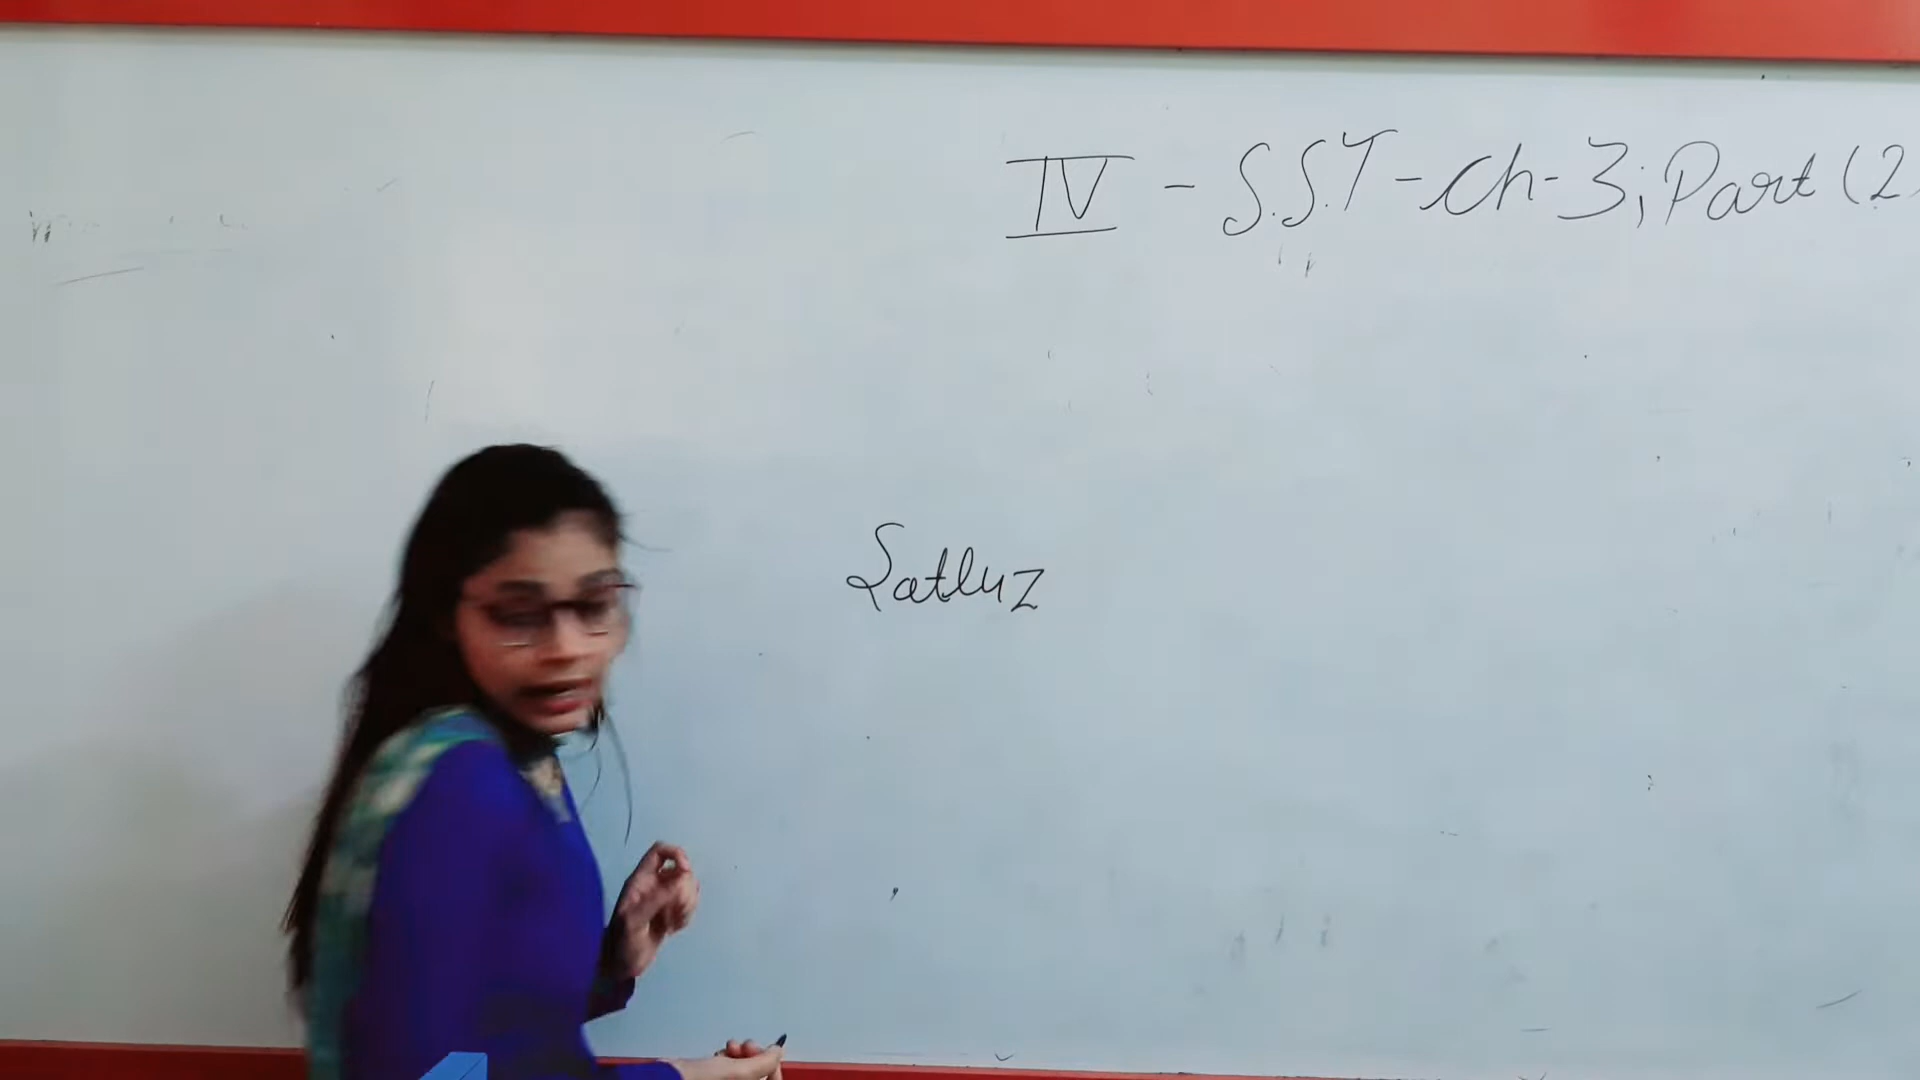 IV - S.S.T - Ch - 3; Part (2
Satluz